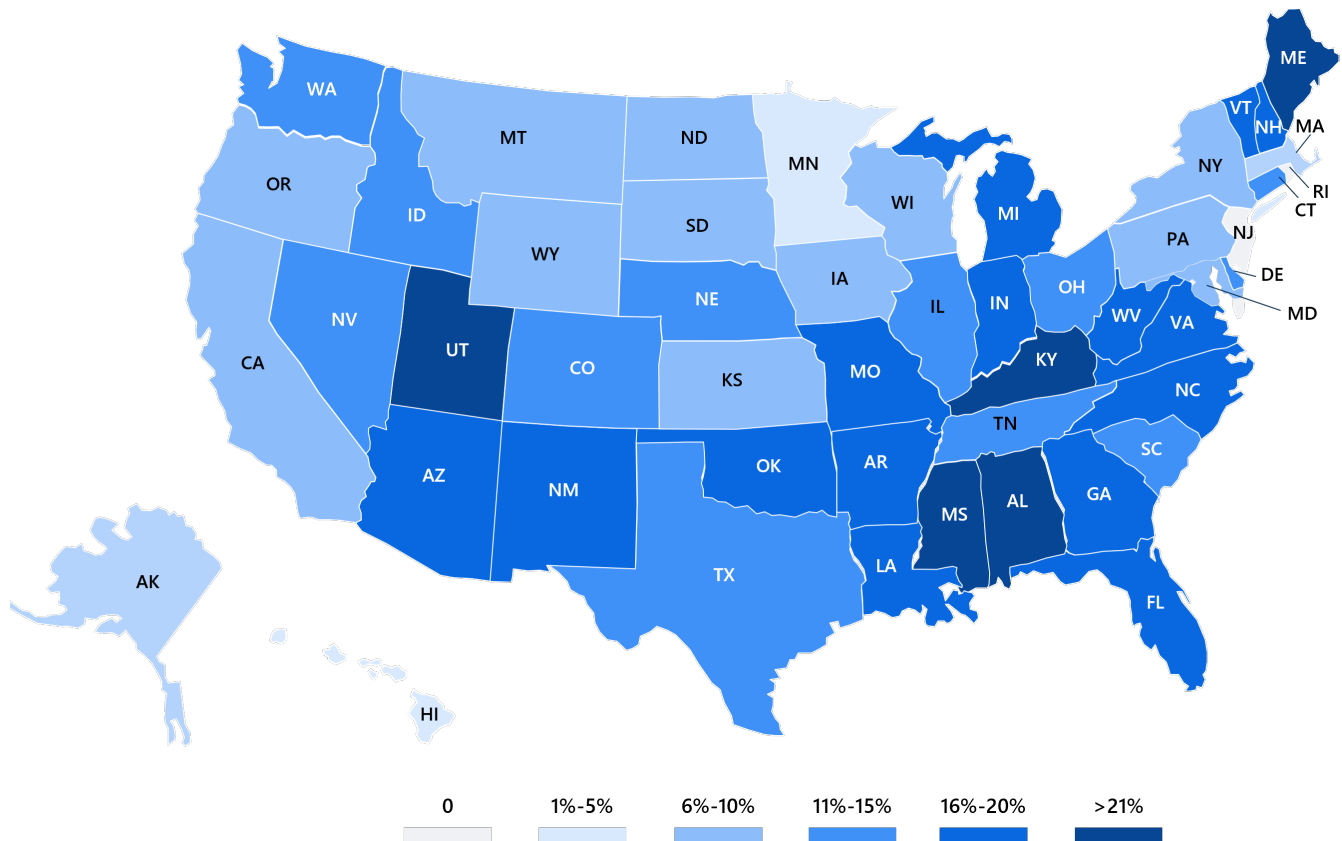 ME
WA
VT
NH
MA
MT
ND
MN
NY
OR
RI
ID
SD
WI
MI
CT
NJ
PA
WY
IA
DE
NE
OH
IL
IN
MD
NV
WV
VA
UT
KY
CA
CO
KS
MO
NC
TN
SC
OK
AR
AZ
NM
GA
MS
AL
LA
TX
AK
FL
HI
0
1%-5%
6%-10%
11%-15%
16%-20%
>21%